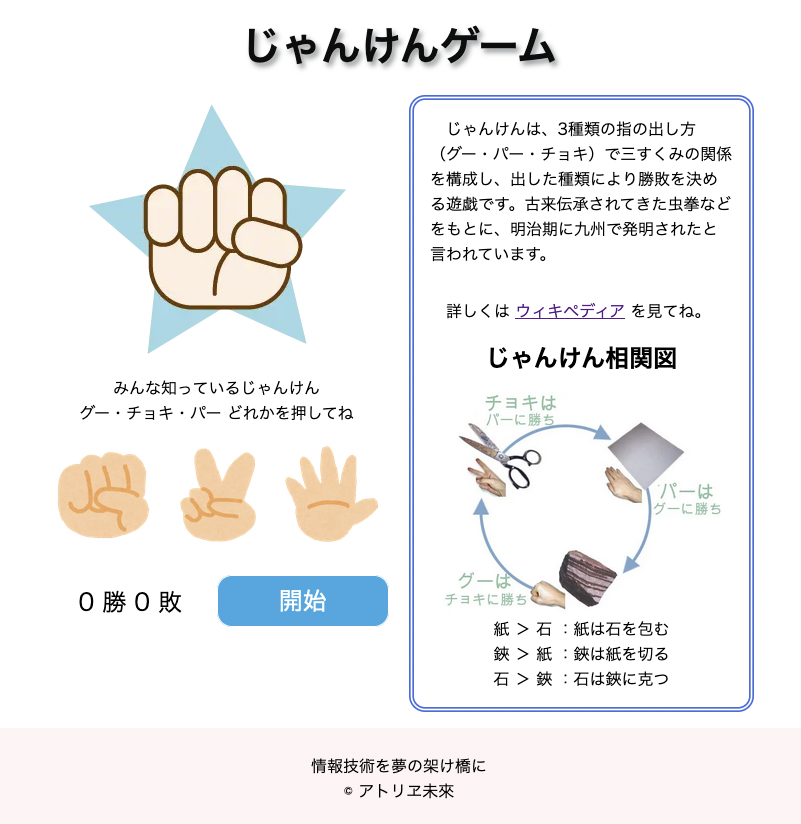 じゃんけんゲーム
みんな知っているじゃんけん
グー・チョキ・パー どれかを押してね
0 勝 0 敗
開始
じゃんけんは、3種類の指の出し方
（グー・パー・チョキ）で三すくみの関係
を構成し、出した種類により勝敗を決め
る遊戯です。古来伝承されてきた虫拳など
をもとに、明治期に九州で発明されたと
言われています。
詳しくは ウィキペディア を見てね。
じゃんけん相関図
チョキは
パーに勝ち
パーは
グーに勝ち
グーは
チョキに勝ち
紙 ＞ 石 ：紙は石を包む
鋏 ＞ 紙 ：鋏は紙を切る
石 ＞ 鋏 ：石は鋏に克つ
情報技術を夢の架け橋に
© アトリヱ未來